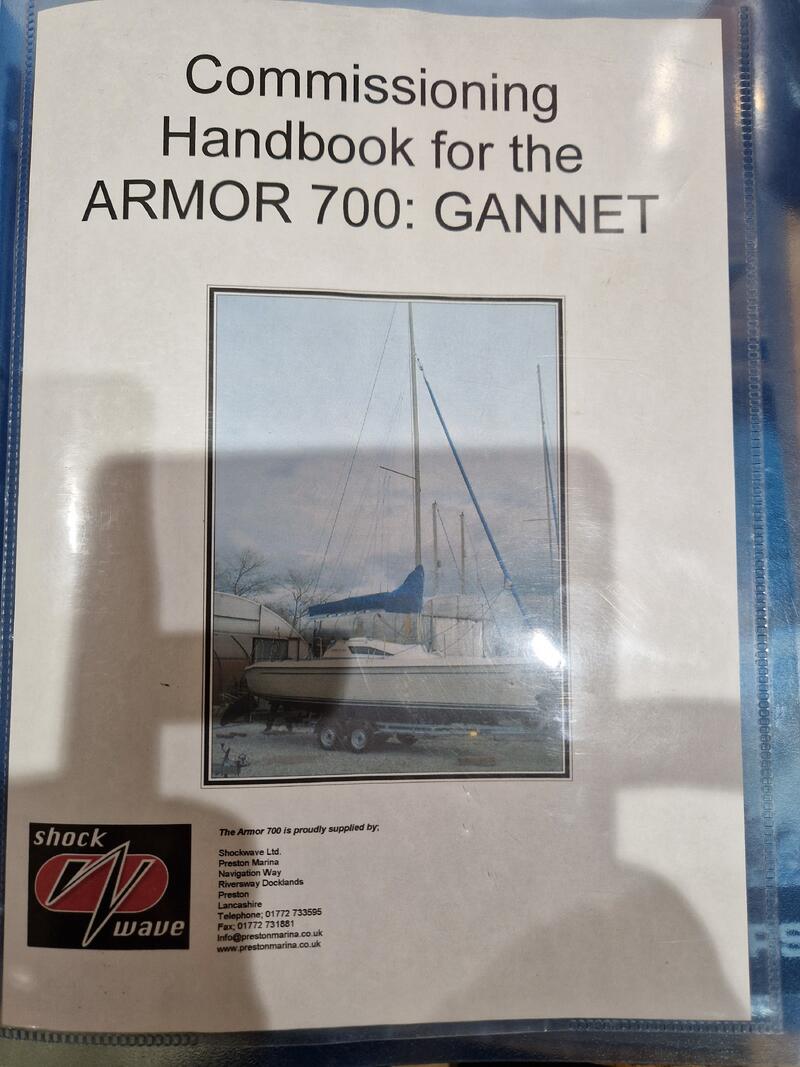 Commissioning
Handbook for the
ARMOR 700: GANNET
shock
wave
The Armor 700 is proudly supplied by;
Shockwave Ltd.
Preston Marina
Navigation Way
Riversway Docklands
Preston
Lancashire
Telephone; 01772 733595
Fax; 01772 731881
Info@prestonmarina.co.uk
www.prestonmarina.co.uk